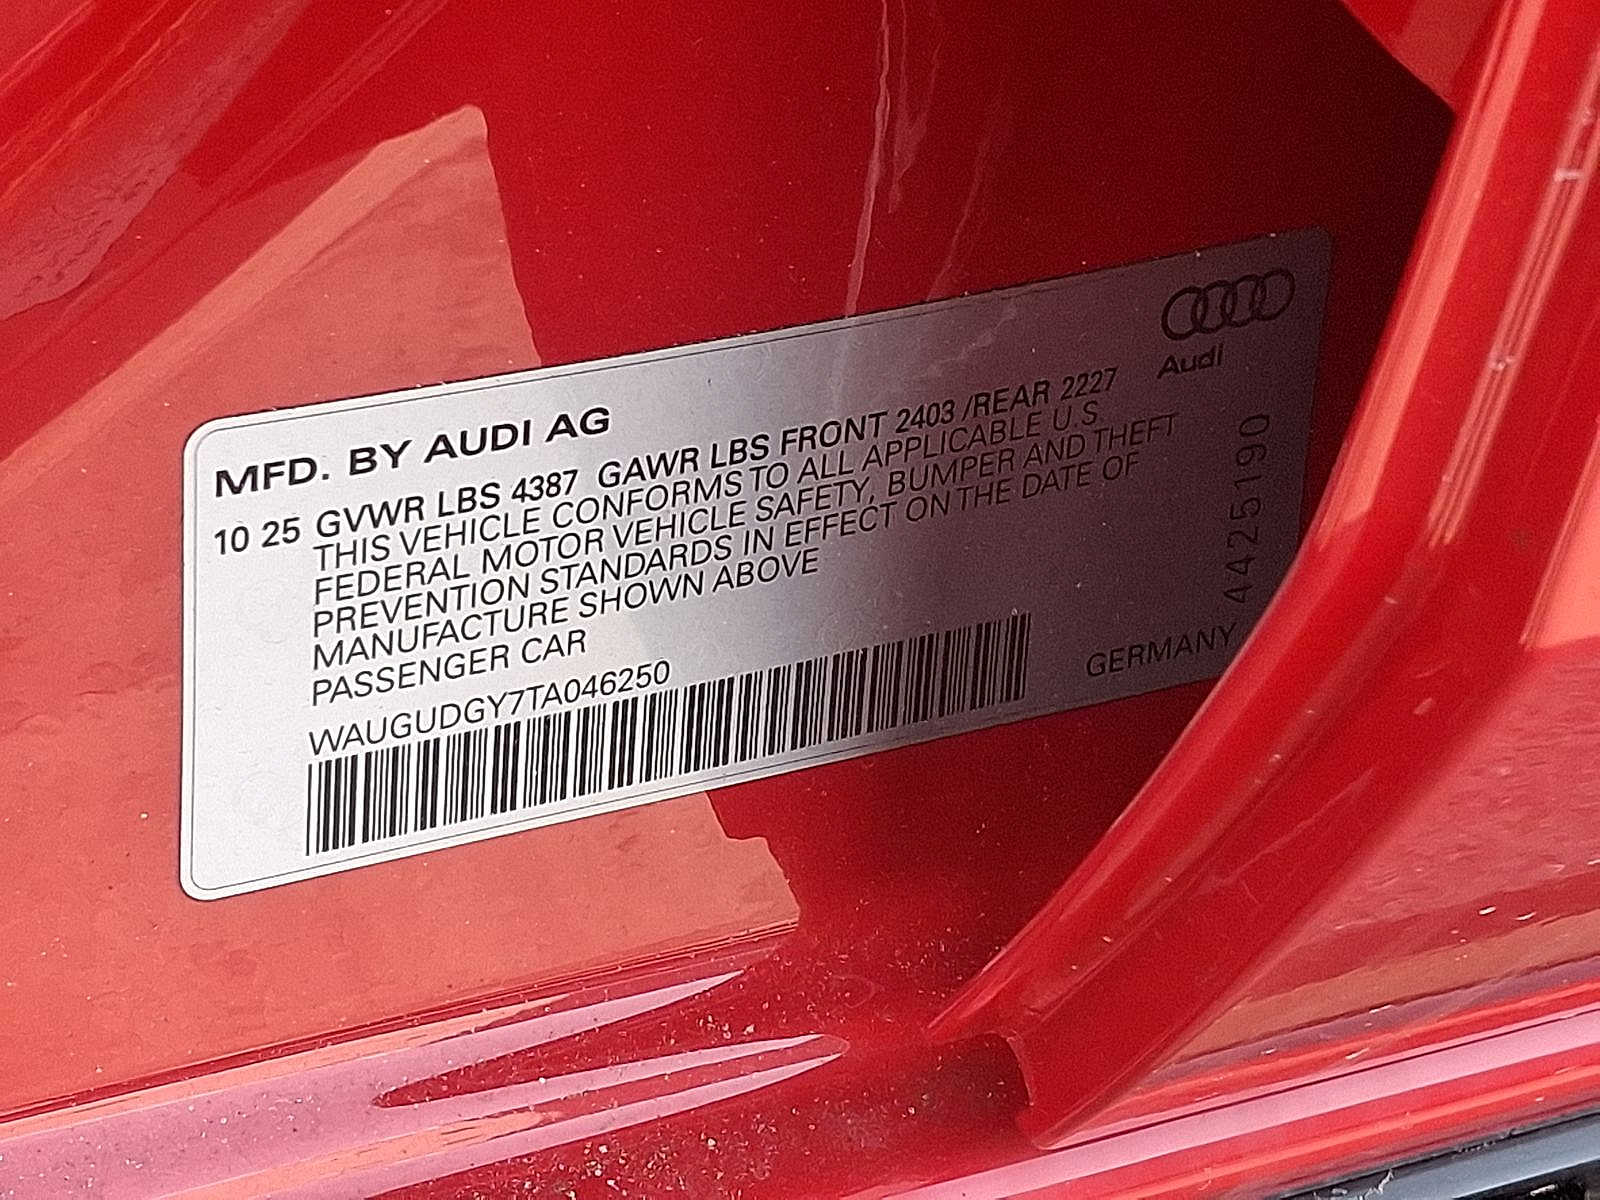 MFD. BY AUDI AG
Audi
10 25 GVWR LBS 4387 GAWR LBS FRONT 2403 /REAR 2227
THIS VEHICLE CONFORMS TO ALL APPLICABLE U.S.
FEDERAL MOTOR VEHICLE SAFETY, BUMPER AND THEFT
PREVENTION STANDARDS IN EFFECT ON THE DATE OF
MANUFACTURE SHOWN ABOVE
PASSENGER CAR
WAUGUDGY7TA046250
GERMANY
4425190